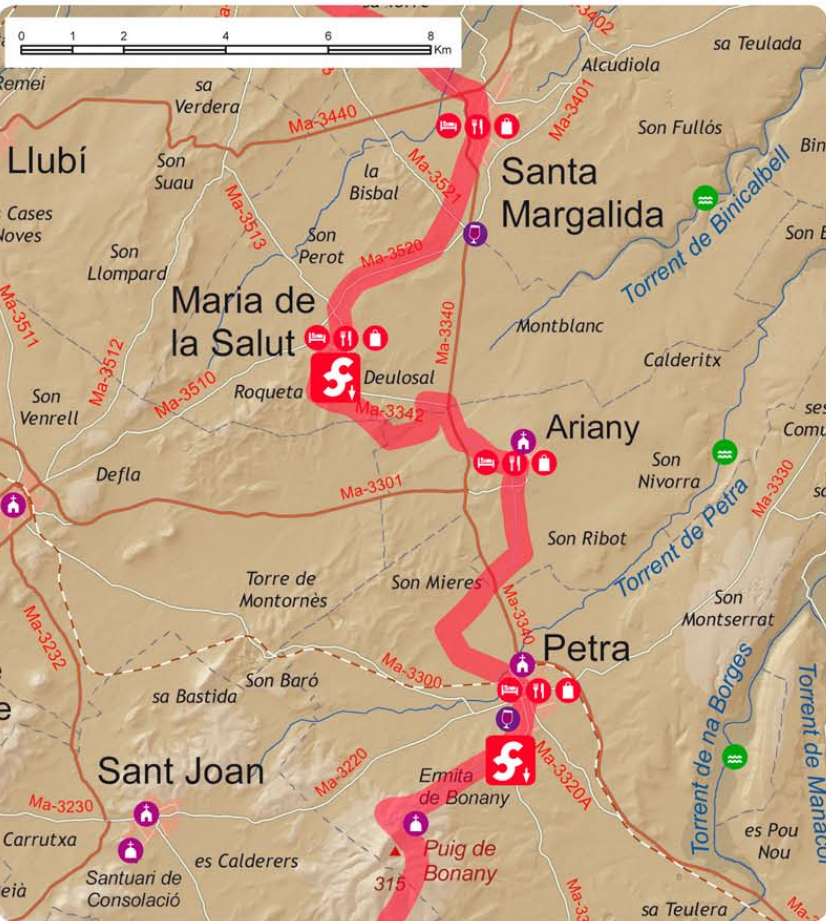 0 1 2 4 6 8
Km
Ma-3402
sa Teulada
Alcudiola
Remei
sa
Verdera
Ma-3440
Ma-3401
Son Fullós
Llubí
Son
Suau
la
Bisbal
Ma-3521
Santa
Margalida
Torrent de Binicalbell
Ma-3513
s Cases
Noves
Son
Llompard
Son
Perot
Ma-3520
Maria de
la Salut
Ma-3340
Montblanc
Ma-3511
Ma-3512
Ma-3510
Roqueta
Deulosal
Calderitx
Son
Venrell
Ma-3342
Ariany
Defla
Ma-3301
Son
Nivorra
Ma-3330
Torrent de Petra
Son Ribot
Torre de
Montornès
Son Mieres
Ma-3340
Son
Montserrat
Ma-3232
Petra
Ma-3300
Son Baró
sa Bastida
Torrent de na Borges
Torrent de Manacor
Sant Joan
Ma-3220
Ermita
de Bonany
Ma-3320A
Ma-3230
Carrutxa
es Calderers
Puig de
Bonany
315
es Pou
Nou
Santuari de
Consolació
sa Teulera